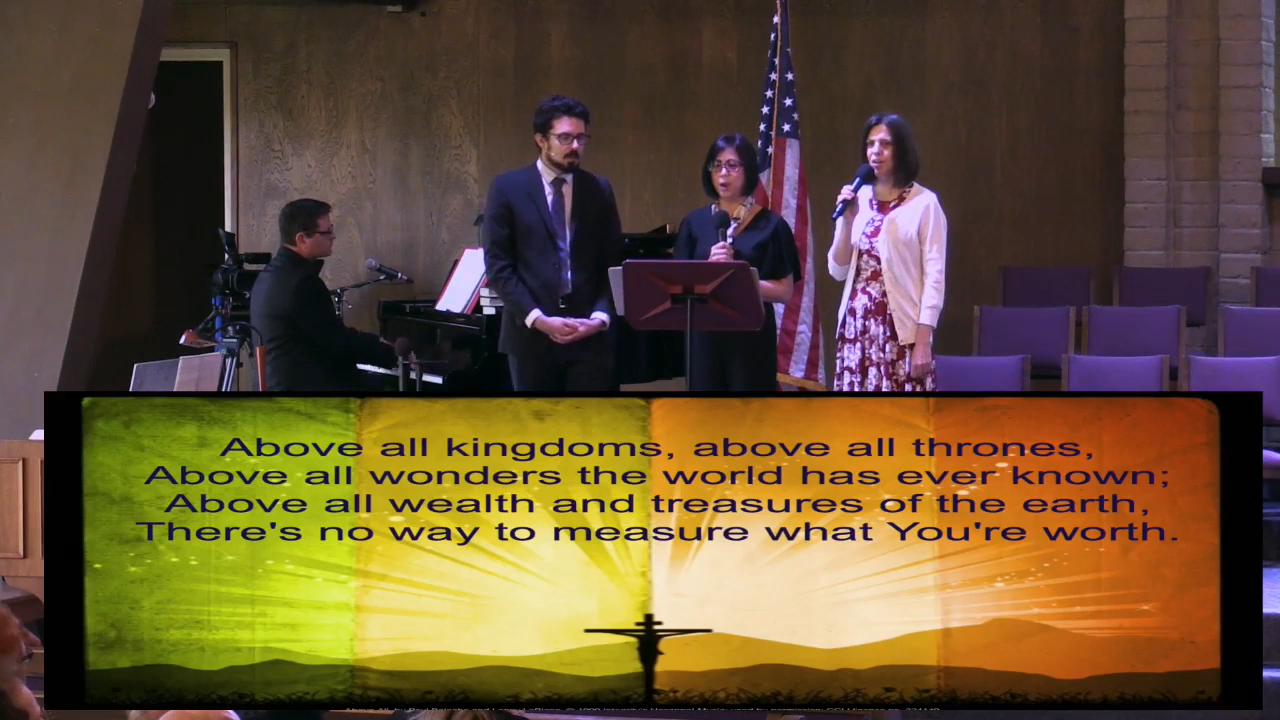 Above all kingdoms, above all thrones,
Above all wonders the world has ever known;
Above all wealth and treasures of the earth,
There's no way to measure what You're worth.